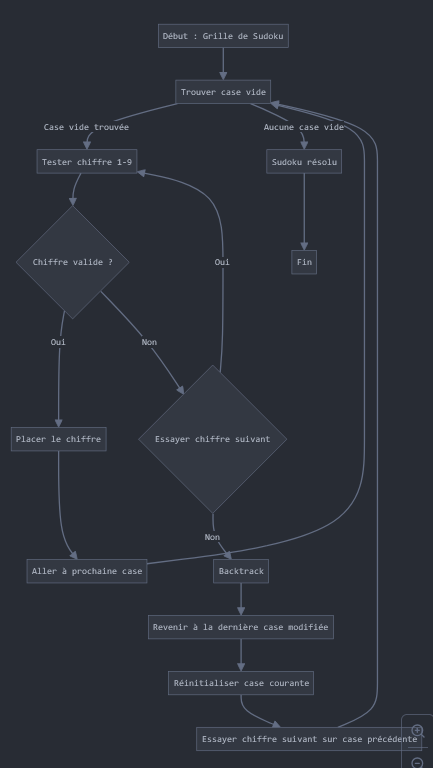 Début : Grille de Sudoku
Trouver case vide
Case vide trouvée
Aucune case vide
Tester chiffre 1-9
Sudoku résolu
Chiffre valide ?
Oui
Fin
Oui
Non
Placer le chiffre
Essayer chiffre suivant
Non
Aller à prochaine case
Backtrack
Revenir à la dernière case modifiée
Réinitialiser case courante
Essayer chiffre suivant sur case précédente